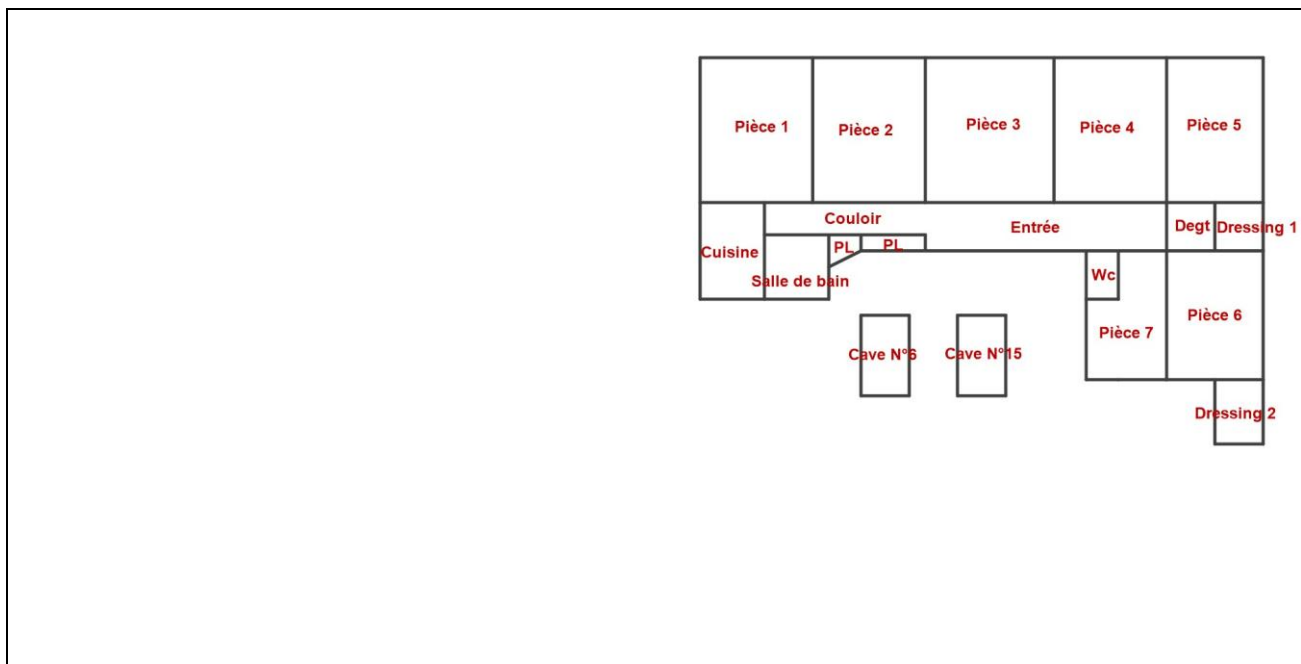 Pièce 1
Pièce 2
Pièce 3
Pièce 4
Pièce 5
Couloir
Entrée
Degt
Dressing 1
Cuisine
PL
PL
Salle de bain
Wc
Pièce 6
Pièce 7
Cave N°6
Cave N°15
Dressing 2